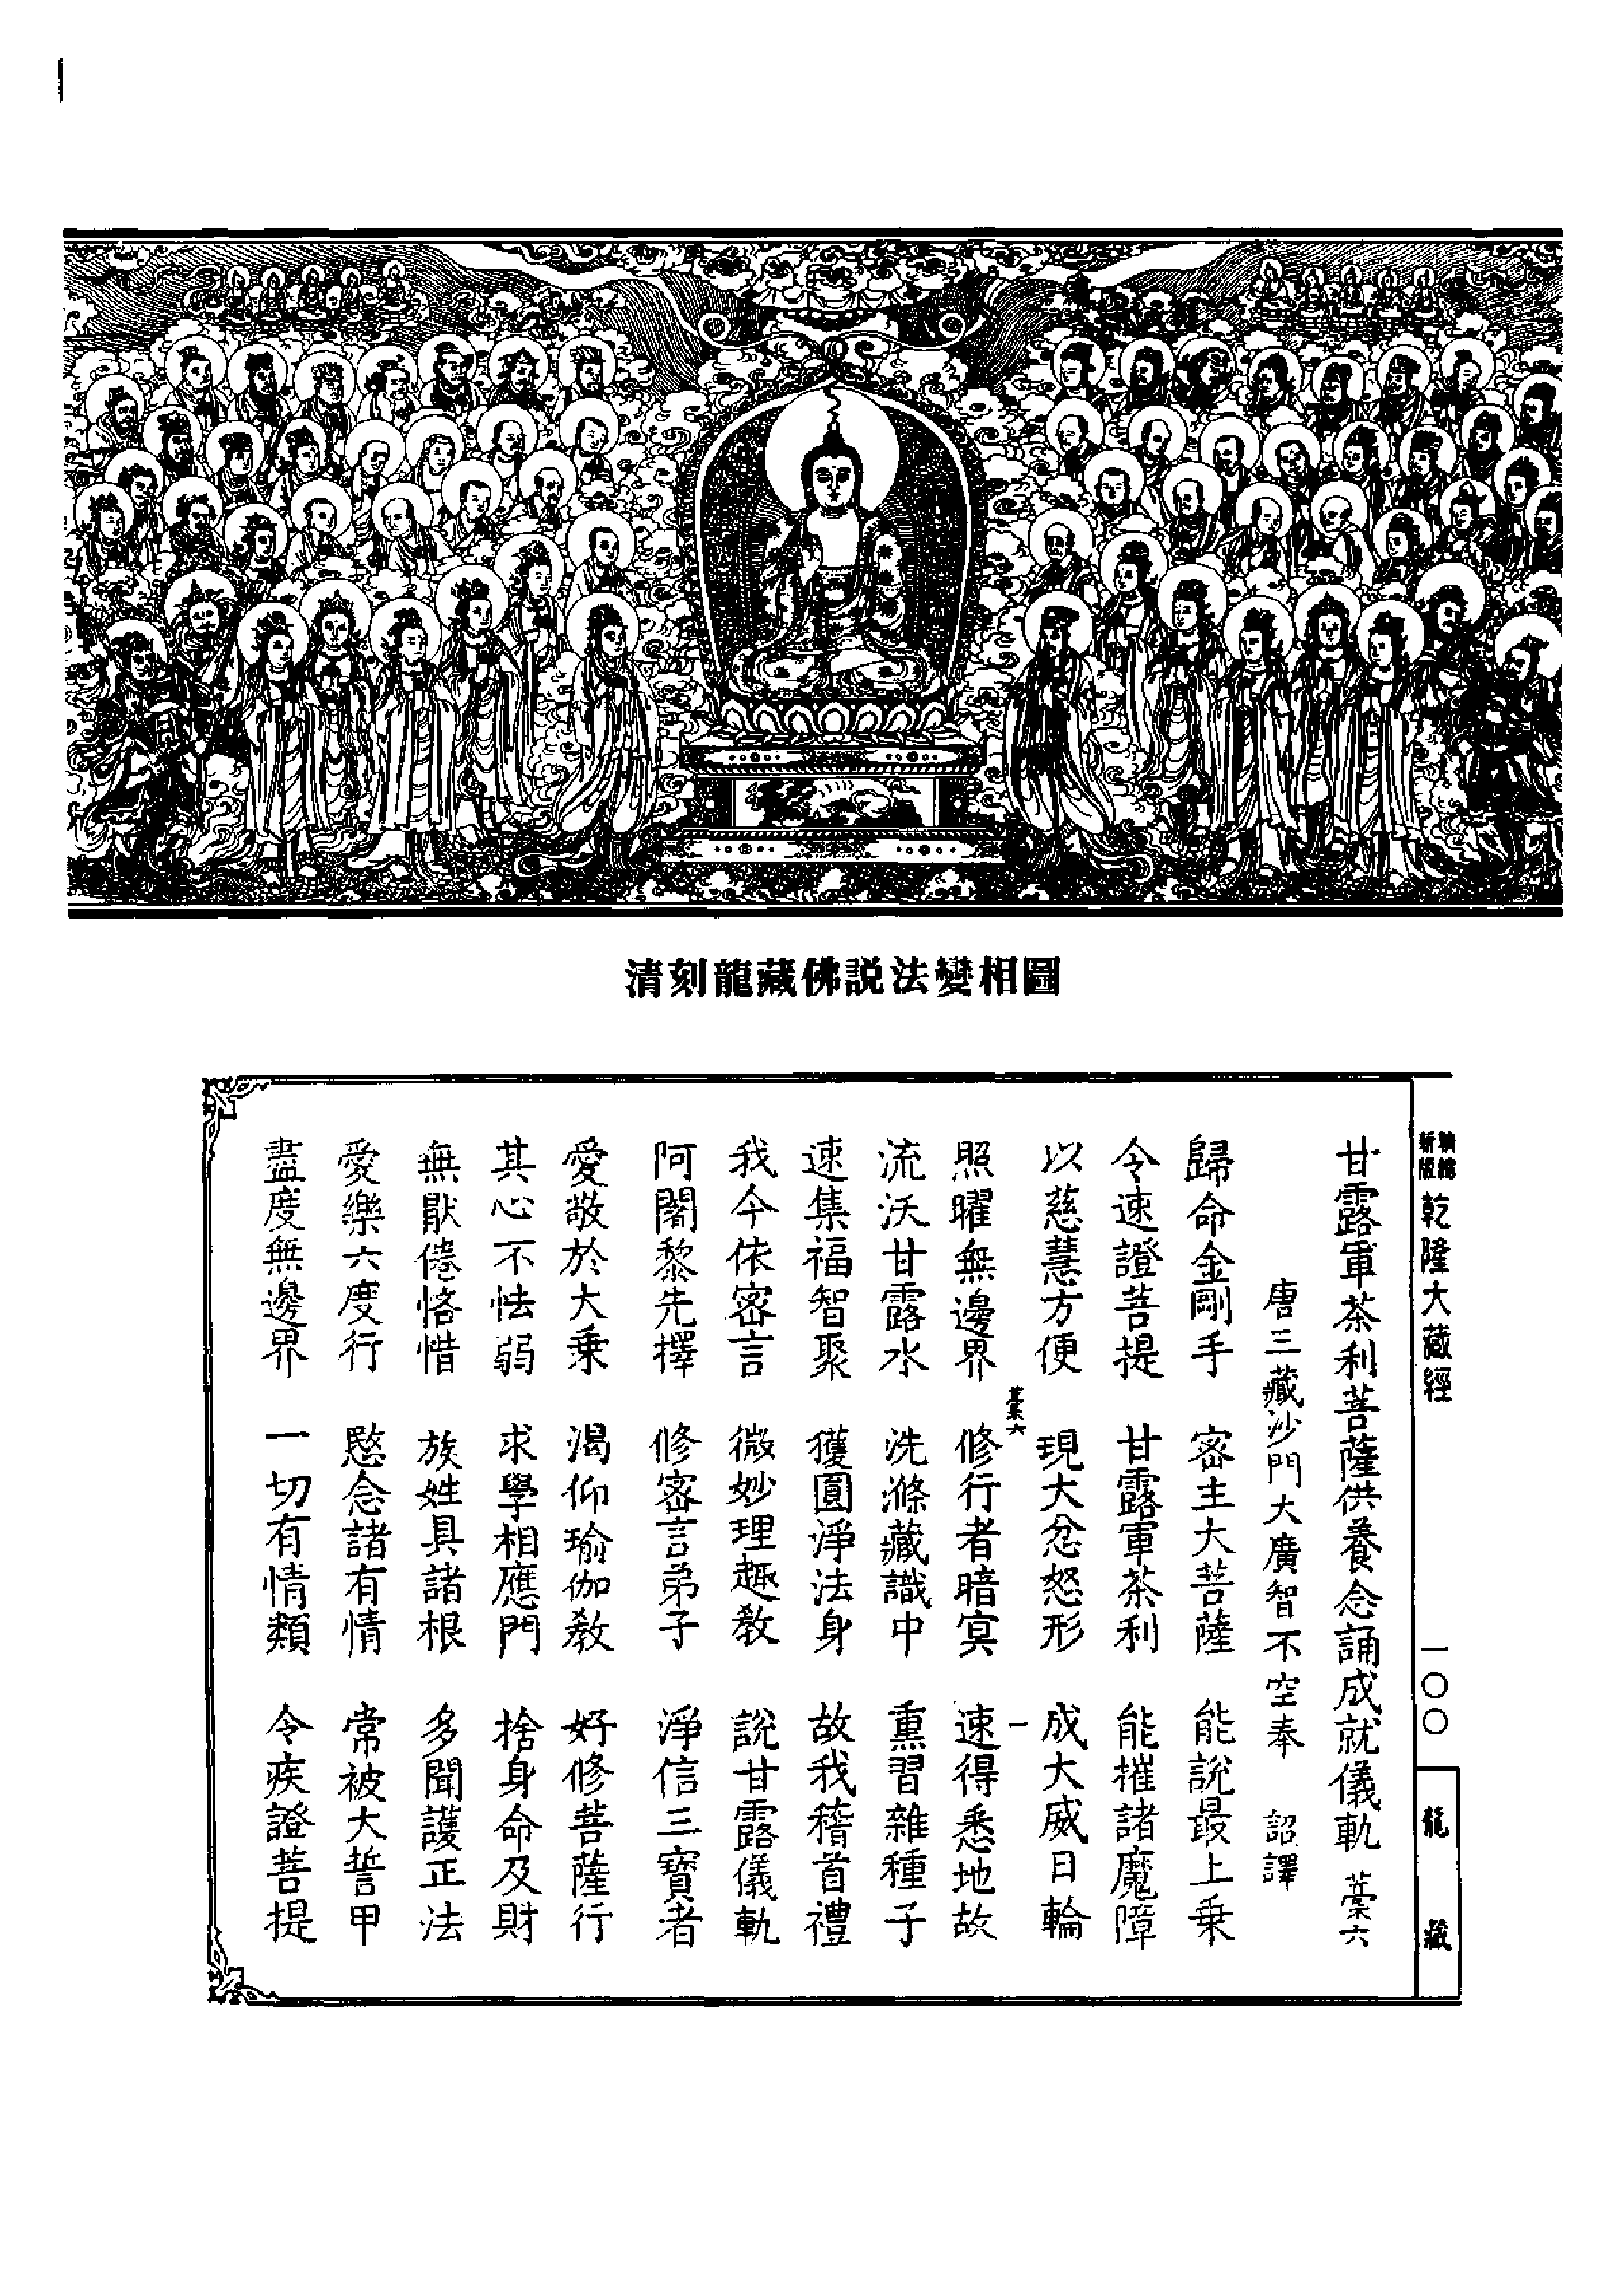 清刻龍藏佛説法變相圖
新版精縮
乾隆大藏經
一〇〇
龍藏
甘露軍茶利菩薩供養念誦成就儀軌 藁六
唐三藏沙門大廣智不空奉 詔譯
歸命金剛手 密主大菩薩 能說最上乗
令速證菩提 甘露軍茶利 能摧諸魔障
以慈慧方便 現大忿怒形 成大威日輪
藁六 一
照曜無邊界 修行者暗冥 速得悉地故
流沃甘露水 洗滌藏識中 熏習雜種子
速集福智聚 獲圓淨法身 故我稽首禮
我今依密言 微妙理趣教 說甘露儀軌
阿闍黎先擇 修密言弟子 淨信三寶者
愛敬於大乗 渴仰瑜伽教 好修菩薩行
其心不怯弱 求學相應門 捨身命及財
無猒倦悋惜 族姓具諸根 多聞護正法
愛樂六度行 愍念諸有情 常被大誓甲
盡度無邊界 一切有情類 令疾證菩提